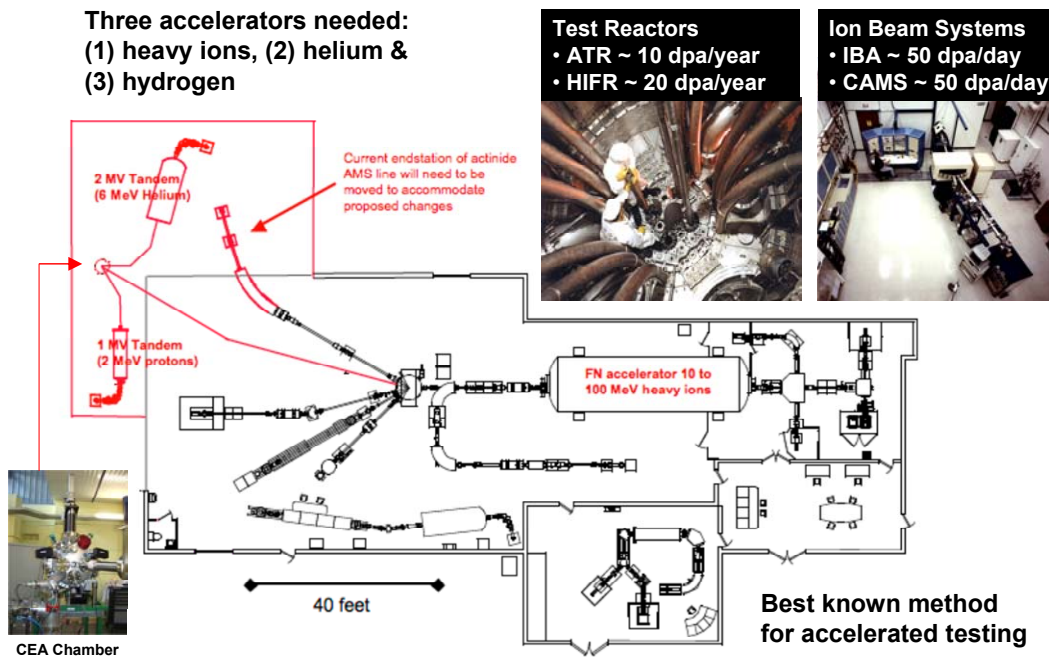 Three accelerators needed:
(1) heavy ions, (2) helium &
(3) hydrogen
Test Reactors
• ATR ~ 10 dpa/year
• HIFR ~ 20 dpa/year
Ion Beam Systems
• IBA ~ 50 dpa/day
• CAMS ~ 50 dpa/day
2 MV Tandem
(6 MeV Helium)
Current endstation of actinide
AMS line will need to be
moved to accommodate
proposed changes
1 MV Tandem
(2 MeV protons)
FN accelerator 10 to
100 MeV heavy ions
40 feet
CEA Chamber
Best known method
for accelerated testing